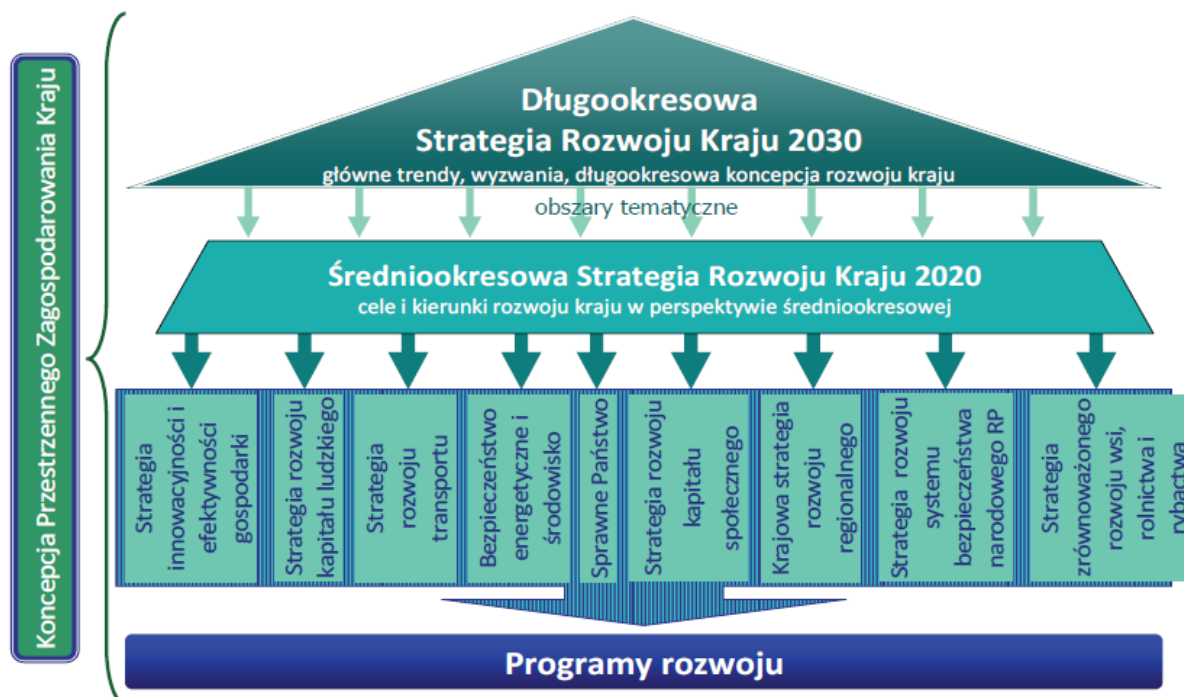 Koncepcja Przestrzennego Zagospodarowania Kraju
Długookresowa
Strategia Rozwoju Kraju 2030
główne trendy, wyzwania, długookresowa koncepcja rozwoju kraju
obszary tematyczne
Średniookresowa Strategia Rozwoju Kraju 2020
cele i kierunki rozwoju kraju w perspektywie średniookresowej
Strategia
innowacyjności i
efektywności
gospodarki
Strategia rozwoju
kapitału ludzkiego
Strategia
rozwoju
transportu
Bezpieczeństwo
energetyczne i
środowisko
Sprawne Państwo
Strategia rozwoju
kapitału
społecznego
Krajowa strategia
rozwoju
regionalnego
Strategia rozwoju
systemu
bezpieczeństwa
narodowego RP
Strategia
zrównoważonego
rozwoju wsi,
rolnictwa i
rybactwa
Programy rozwoju